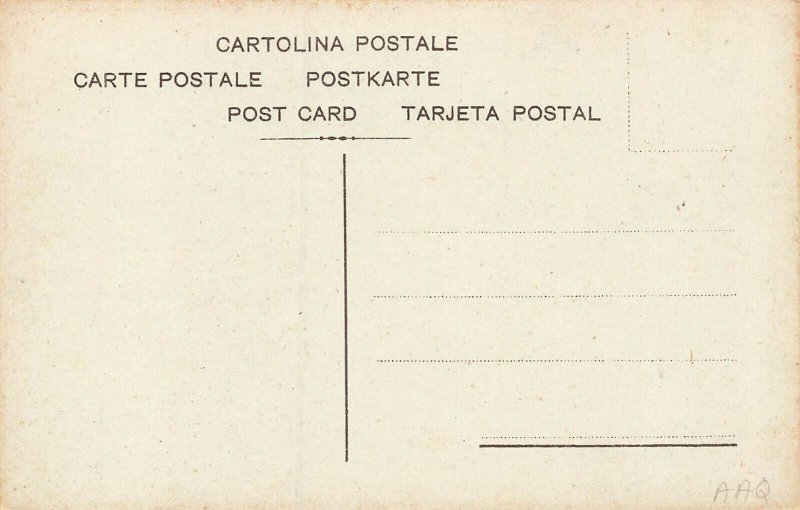 CARTOLINA POSTALE
CARTE POSTALE POSTKARTE
POST CARD TARJETA POSTAL
AAQ